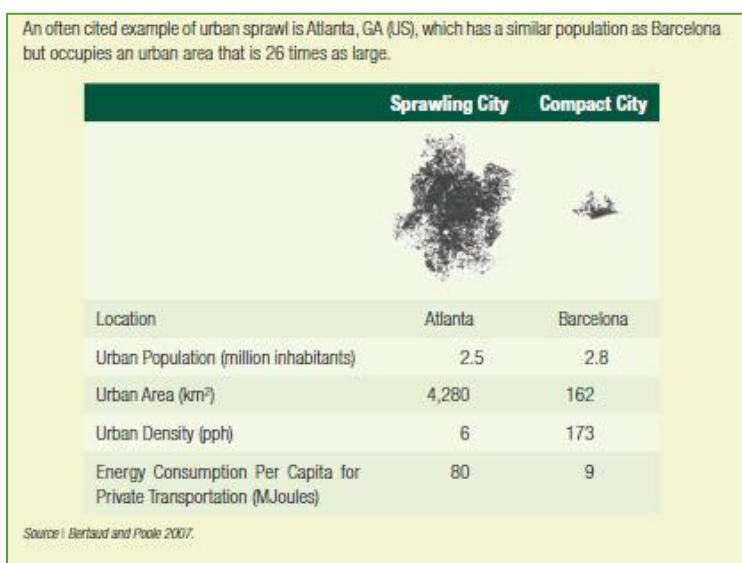 An often cited example of urban sprawl is Atlanta, GA (US), which has a similar population as Barcelona
but occupies an urban area that is 26 times as large.
Sprawling City Compact City
Location Atlanta Barcelona
Urban Population (million inhabitants) 2.5 2.8
Urban Area (km²) 4,280 162
Urban Density (pph) 6 173
Energy Consumption Per Capita for 80 9
Private Transportation (MJoules)
Source | Bertaud and Poole 2007.